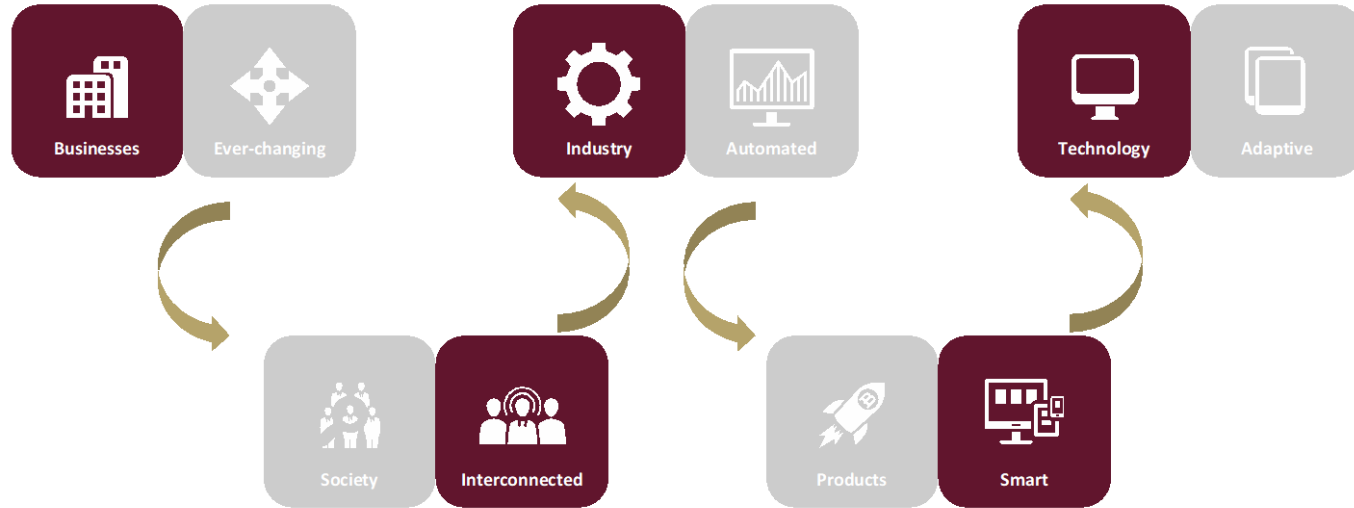 Businesses
Ever-changing
Industry
Automated
Technology
Adaptive
Society
Interconnected
Products
Smart